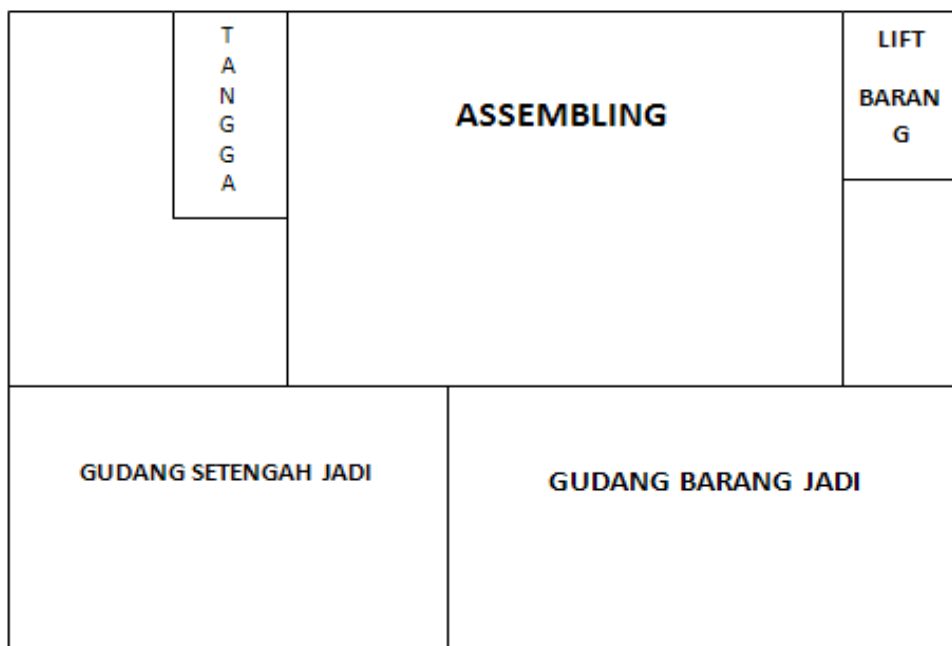 T
A
N
G
G
A
ASSEMBLING
LIFT
BARAN
G
GUDANG SETENGAH JADI
GUDANG BARANG JADI